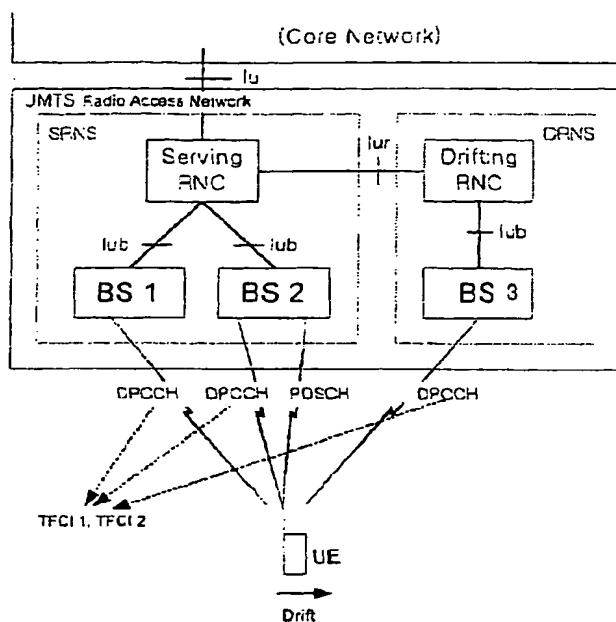 (Core Network)
Iu
UMTS Radio Access Network
SRNS
DRNS
Serving
RNC
Iur
Drifting
RNC
Iub
Iub
Iub
BS 1
BS 2
BS 3
DPCCH
DPCCH
PDSCH
DPCCH
TFCI 1, TFCI 2
UE
Drift